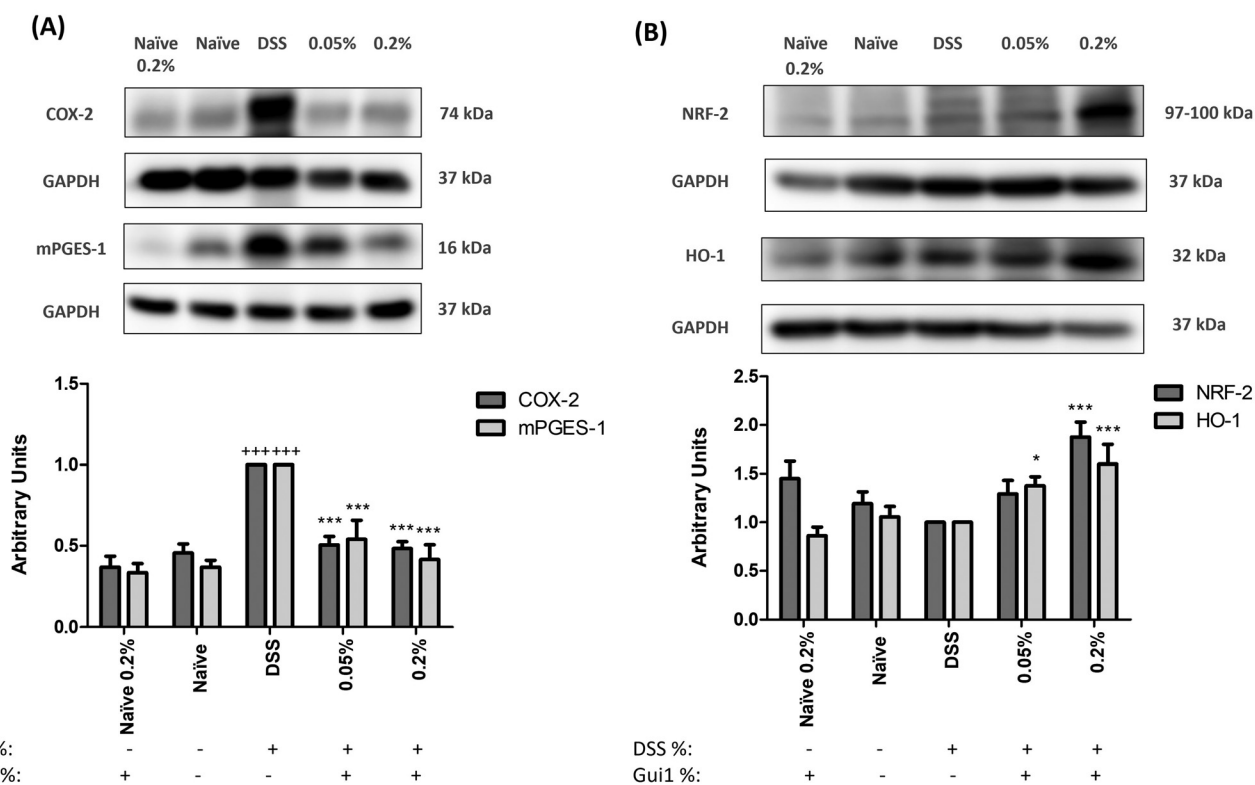 (A)
Naïve 0.2% Naïve DSS 0.05% 0.2%
COX-2 74 kDa
GAPDH 37 kDa
mPGES-1 16 kDa
GAPDH 37 kDa
1.5
1.0
0.5
0.0
Arbitrary Units
COX-2
mPGES-1
+++ +++
*** *** *** ***
Naïve 0.2% Naïve DSS 0.05% 0.2%
%: - - + + +
%: + - - + +
(B)
Naïve 0.2% Naïve DSS 0.05% 0.2%
NRF-2 97-100 kDa
GAPDH 37 kDa
HO-1 32 kDa
GAPDH 37 kDa
2.5
2.0
1.5
1.0
0.5
0.0
Arbitrary Units
NRF-2
HO-1
* *** ***
Naïve 0.2% Naïve DSS 0.05% 0.2%
DSS %: - - + + +
Gui1 %: + - - + +